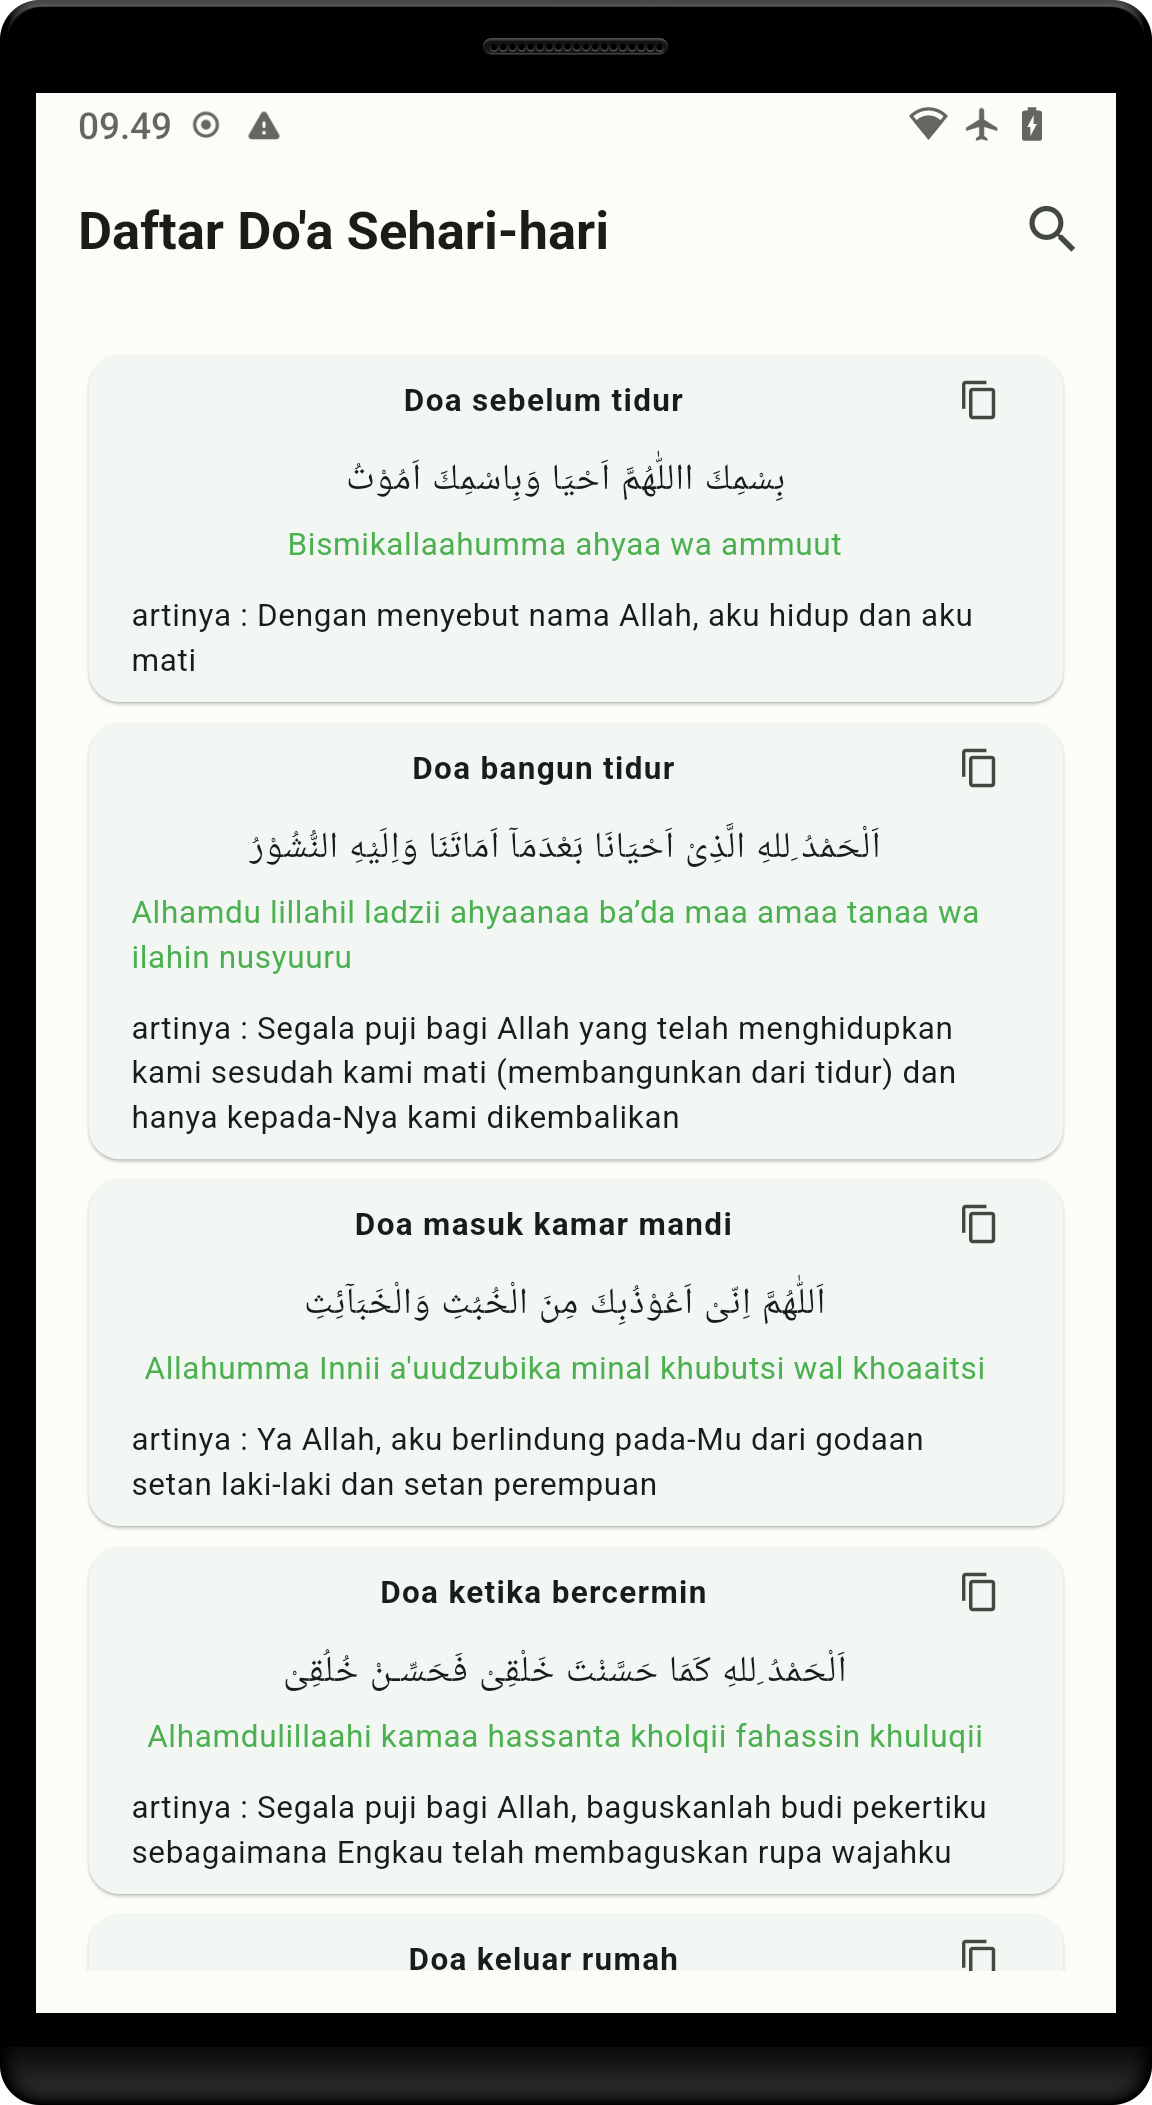 09.49
Daftar Do'a Sehari-hari
Doa sebelum tidur
بِسْمِكَ االلّٰهُمَّ اَحْيَا وَبِاسْمِكَ اَمُوْتُ
Bismikallaahumma ahyaa wa ammuut
artinya : Dengan menyebut nama Allah, aku hidup dan aku
mati
Doa bangun tidur
اَلْحَمْدُ ِللهِ الَّذِىْ اَحْيَانَا بَعْدَمَآ اَمَاتَنَا وَاِلَيْهِ النُّشُوْرُ
Alhamdu lillahil ladzii ahyaanaa ba’da maa amaa tanaa wa
ilahin nusyuuru
artinya : Segala puji bagi Allah yang telah menghidupkan
kami sesudah kami mati (membangunkan dari tidur) dan
hanya kepada-Nya kami dikembalikan
Doa masuk kamar mandi
اَللّٰهُمَّ اِنّىْ اَعُوْذُبِكَ مِنَ الْخُبُثِ وَالْخَبَآئِثِ
Allahumma Innii a'uudzubika minal khubutsi wal khoaaitsi
artinya : Ya Allah, aku berlindung pada-Mu dari godaan
setan laki-laki dan setan perempuan
Doa ketika bercermin
اَلْحَمْدُ ِللهِ كَمَا حَسَّنْتَ خَلْقِىْ فَحَسِّـنْ خُلُقِىْ
Alhamdulillaahi kamaa hassanta kholqii fahassin khuluqii
artinya : Segala puji bagi Allah, baguskanlah budi pekertiku
sebagaimana Engkau telah membaguskan rupa wajahku
Doa keluar rumah